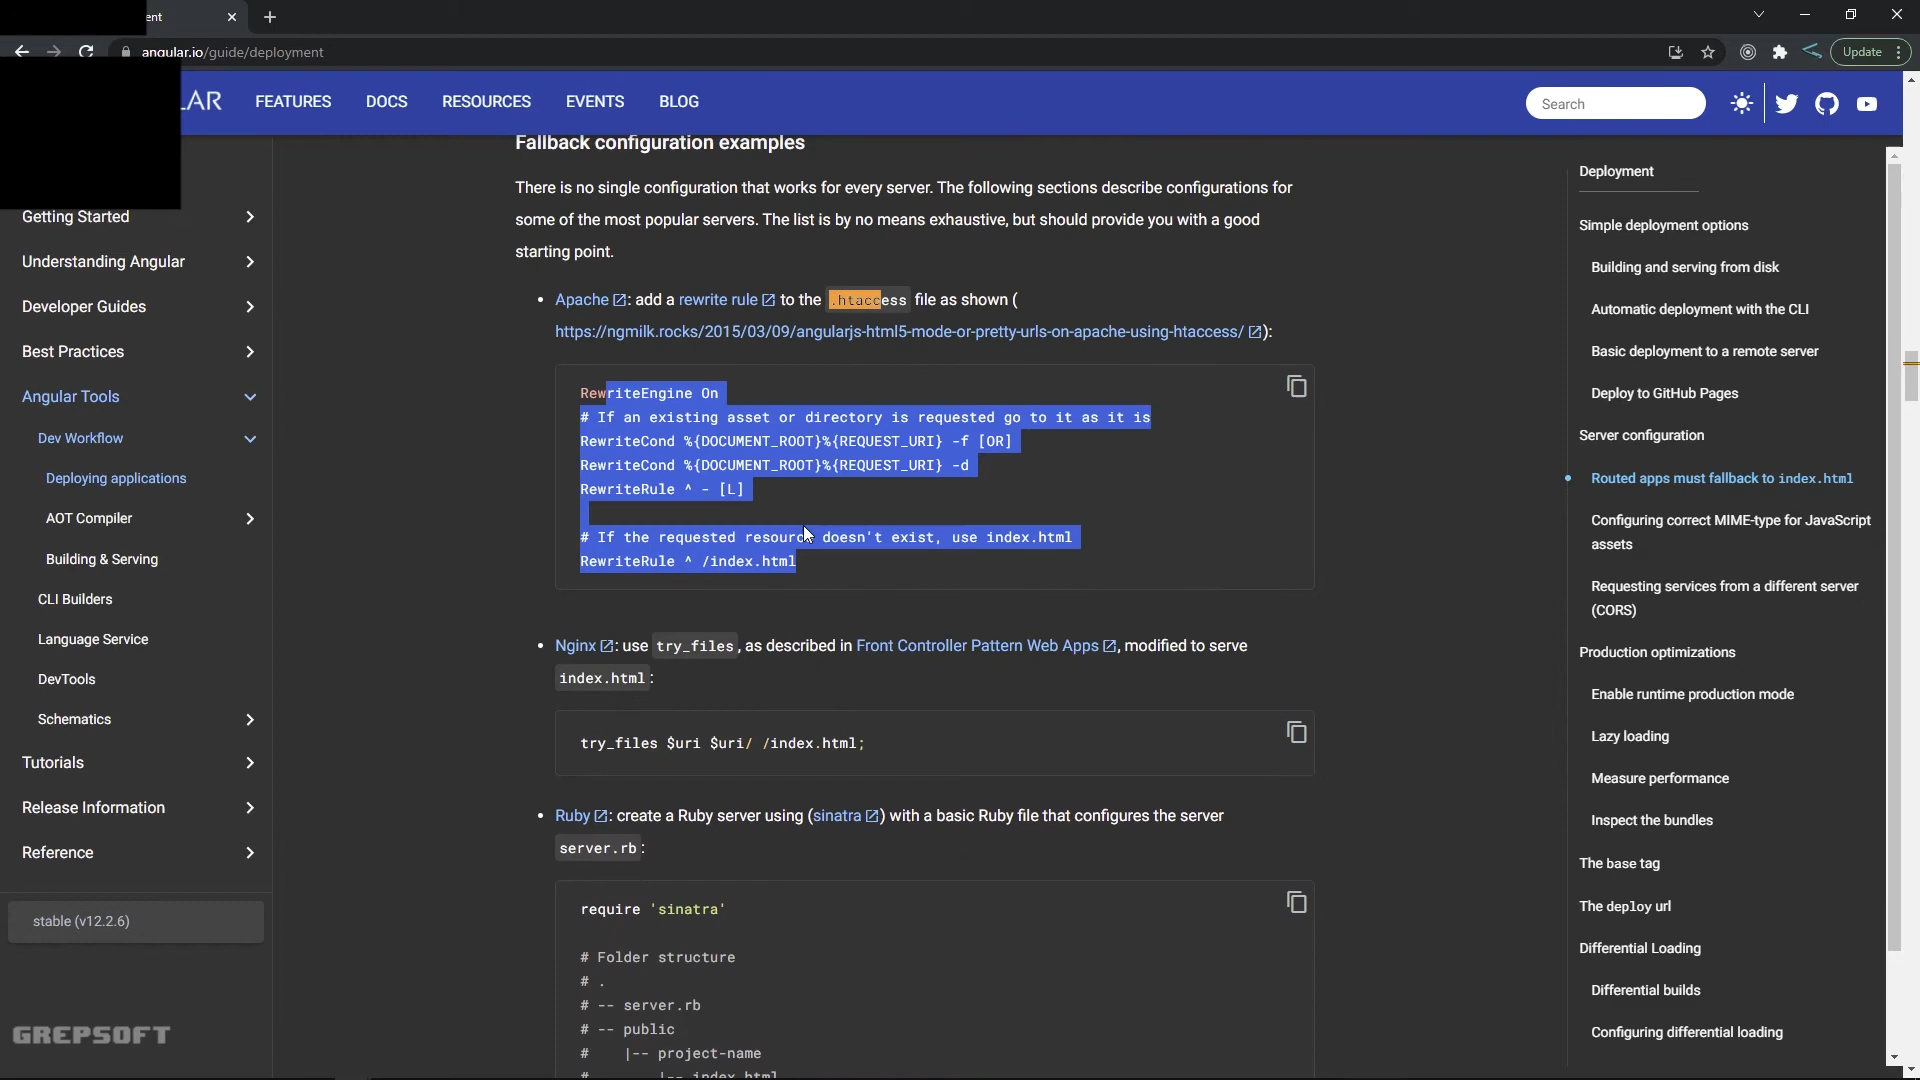 ent
angular.io/guide/deployment
Update
LAR
FEATURES
DOCS
RESOURCES
EVENTS
BLOG
Search
Getting Started
Understanding Angular
Developer Guides
Best Practices
Angular Tools
Dev Workflow
Deploying applications
AOT Compiler
Building & Serving
CLI Builders
Language Service
DevTools
Schematics
Tutorials
Release Information
Reference
stable (v12.2.6)
GREPSOFT
Fallback configuration examples
There is no single configuration that works for every server. The following sections describe configurations for
some of the most popular servers. The list is by no means exhaustive, but should provide you with a good
starting point.
• Apache: add a rewrite rule to the .htaccess file as shown (
https://ngmilk.rocks/2015/03/09/angularjs-html5-mode-or-pretty-urls-on-apache-using-htaccess/):
RewriteEngine On
# If an existing asset or directory is requested go to it as it is
RewriteCond %{DOCUMENT_ROOT}%{REQUEST_URI} -f [OR]
RewriteCond %{DOCUMENT_ROOT}%{REQUEST_URI} -d
RewriteRule ^ - [L]
# If the requested resource doesn't exist, use index.html
RewriteRule ^ /index.html
• Nginx: use try_files, as described in Front Controller Pattern Web Apps, modified to serve
index.html:
try_files $uri $uri/ /index.html;
• Ruby: create a Ruby server using (sinatra) with a basic Ruby file that configures the server
server.rb:
require 'sinatra'
# Folder structure
# .
# -- server.rb
# -- public
#    |-- project-name
#        |-- index.html
Deployment
Simple deployment options
Building and serving from disk
Automatic deployment with the CLI
Basic deployment to a remote server
Deploy to GitHub Pages
Server configuration
Routed apps must fallback to index.html
Configuring correct MIME-type for JavaScript
assets
Requesting services from a different server
(CORS)
Production optimizations
Enable runtime production mode
Lazy loading
Measure performance
Inspect the bundles
The base tag
The deploy url
Differential Loading
Differential builds
Configuring differential loading